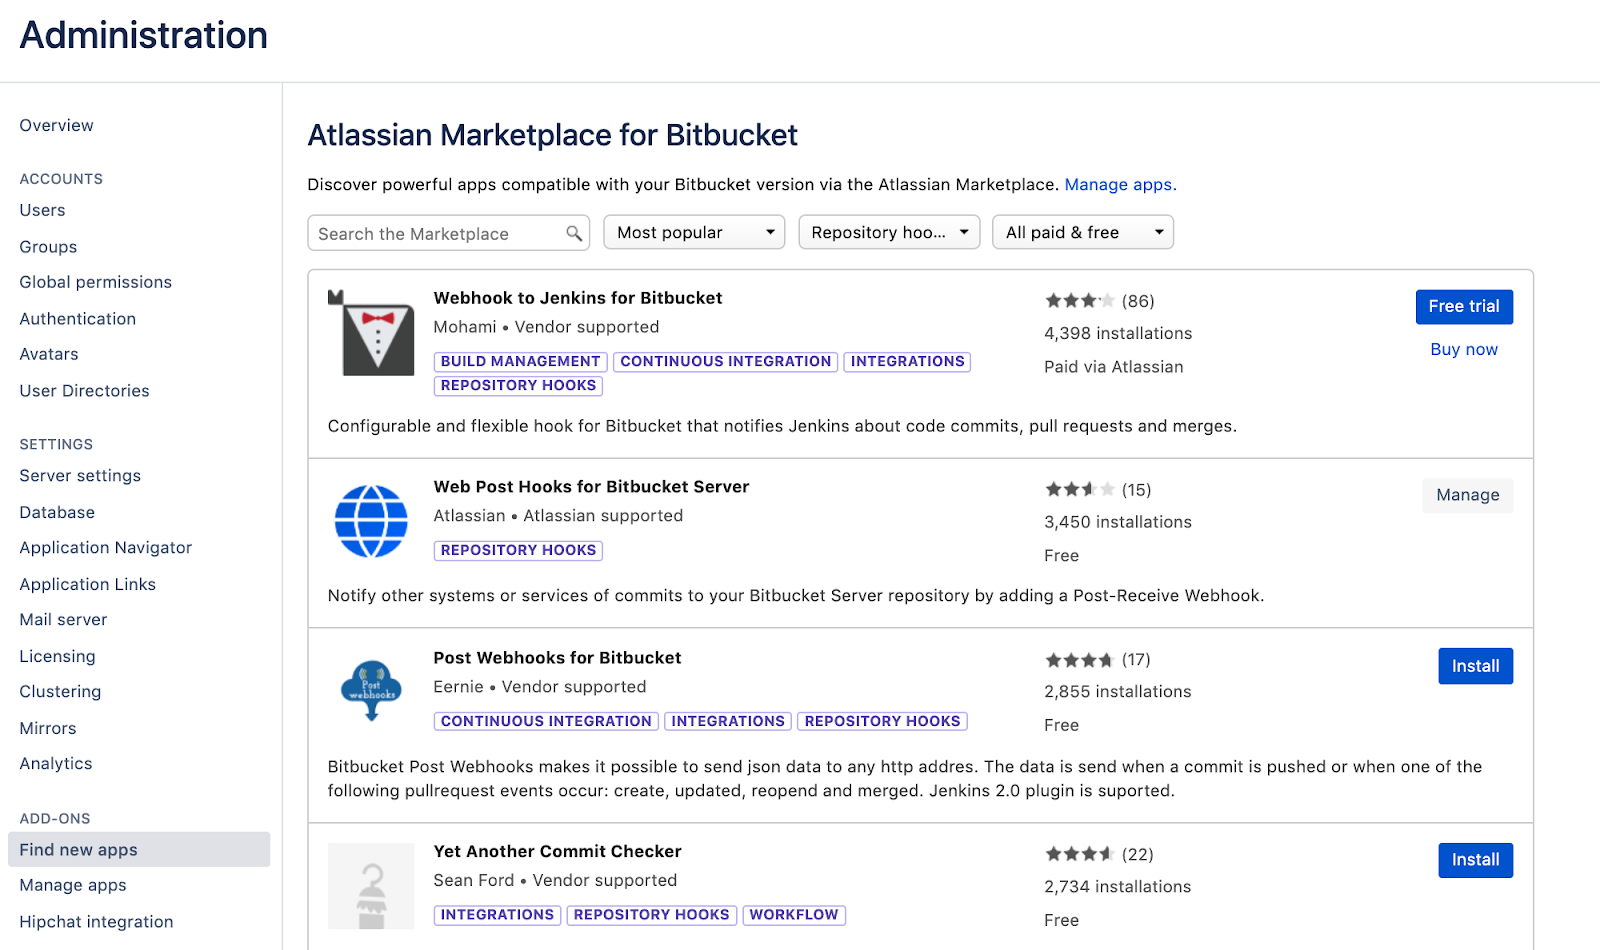 Administration
Overview
ACCOUNTS
Users
Groups
Global permissions
Authentication
Avatars
User Directories
SETTINGS
Server settings
Database
Application Navigator
Application Links
Mail server
Licensing
Clustering
Mirrors
Analytics
ADD-ONS
Find new apps
Manage apps
Hipchat integration
Atlassian Marketplace for Bitbucket
Discover powerful apps compatible with your Bitbucket version via the Atlassian Marketplace. Manage apps.
Search the Marketplace Most popular Repository hoo... All paid & free
Webhook to Jenkins for Bitbucket
Mohami • Vendor supported
BUILD MANAGEMENT CONTINUOUS INTEGRATION INTEGRATIONS
REPOSITORY HOOKS
(86)
4,398 installations
Paid via Atlassian
Free trial
Buy now
Configurable and flexible hook for Bitbucket that notifies Jenkins about code commits, pull requests and merges.
Web Post Hooks for Bitbucket Server
Atlassian • Atlassian supported
REPOSITORY HOOKS
(15)
3,450 installations
Free
Manage
Notify other systems or services of commits to your Bitbucket Server repository by adding a Post-Receive Webhook.
Post
webhooks
Post Webhooks for Bitbucket
Eernie • Vendor supported
CONTINUOUS INTEGRATION INTEGRATIONS REPOSITORY HOOKS
(17)
2,855 installations
Free
Install
Bitbucket Post Webhooks makes it possible to send json data to any http addres. The data is send when a commit is pushed or when one of the
following pullrequest events occur: create, updated, reopend and merged. Jenkins 2.0 plugin is suported.
Yet Another Commit Checker
Sean Ford • Vendor supported
INTEGRATIONS REPOSITORY HOOKS WORKFLOW
(22)
2,734 installations
Free
Install